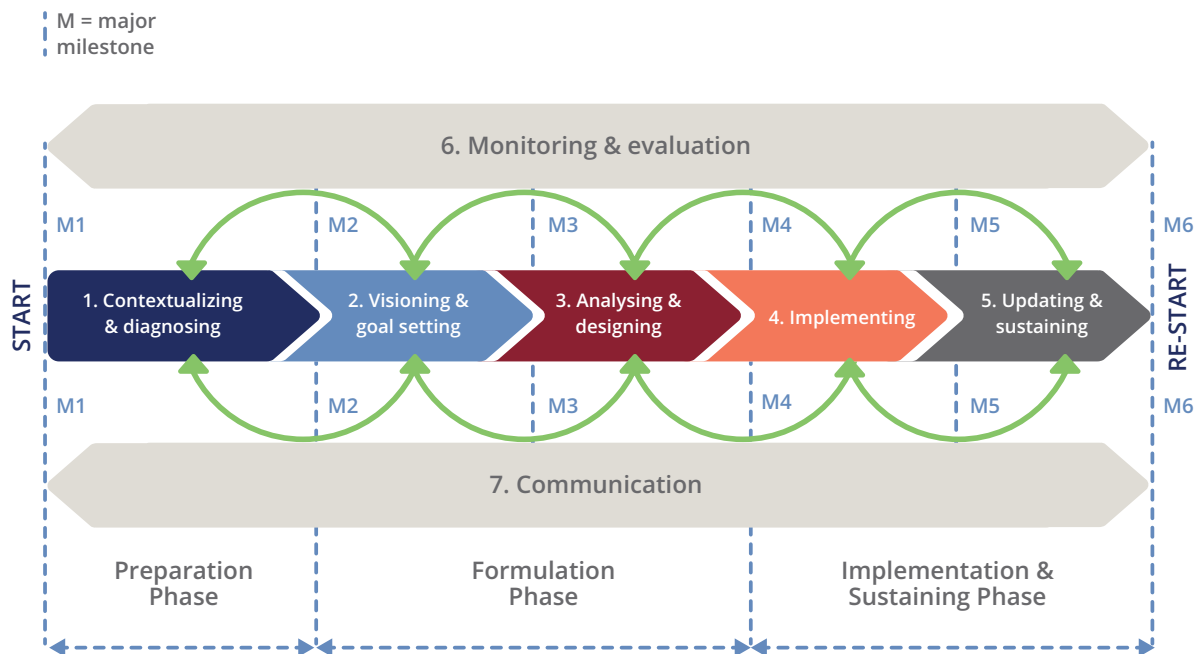 M = major
milestone
6. Monitoring & evaluation
M1
M2
M3
M4
M5
M6
START
1. Contextualizing
& diagnosing
2. Visioning &
goal setting
3. Analysing &
designing
4. Implementing
5. Updating &
sustaining
RE-START
M1
M2
M3
M4
M5
M6
7. Communication
Preparation
Phase
Formulation
Phase
Implementation &
Sustaining Phase